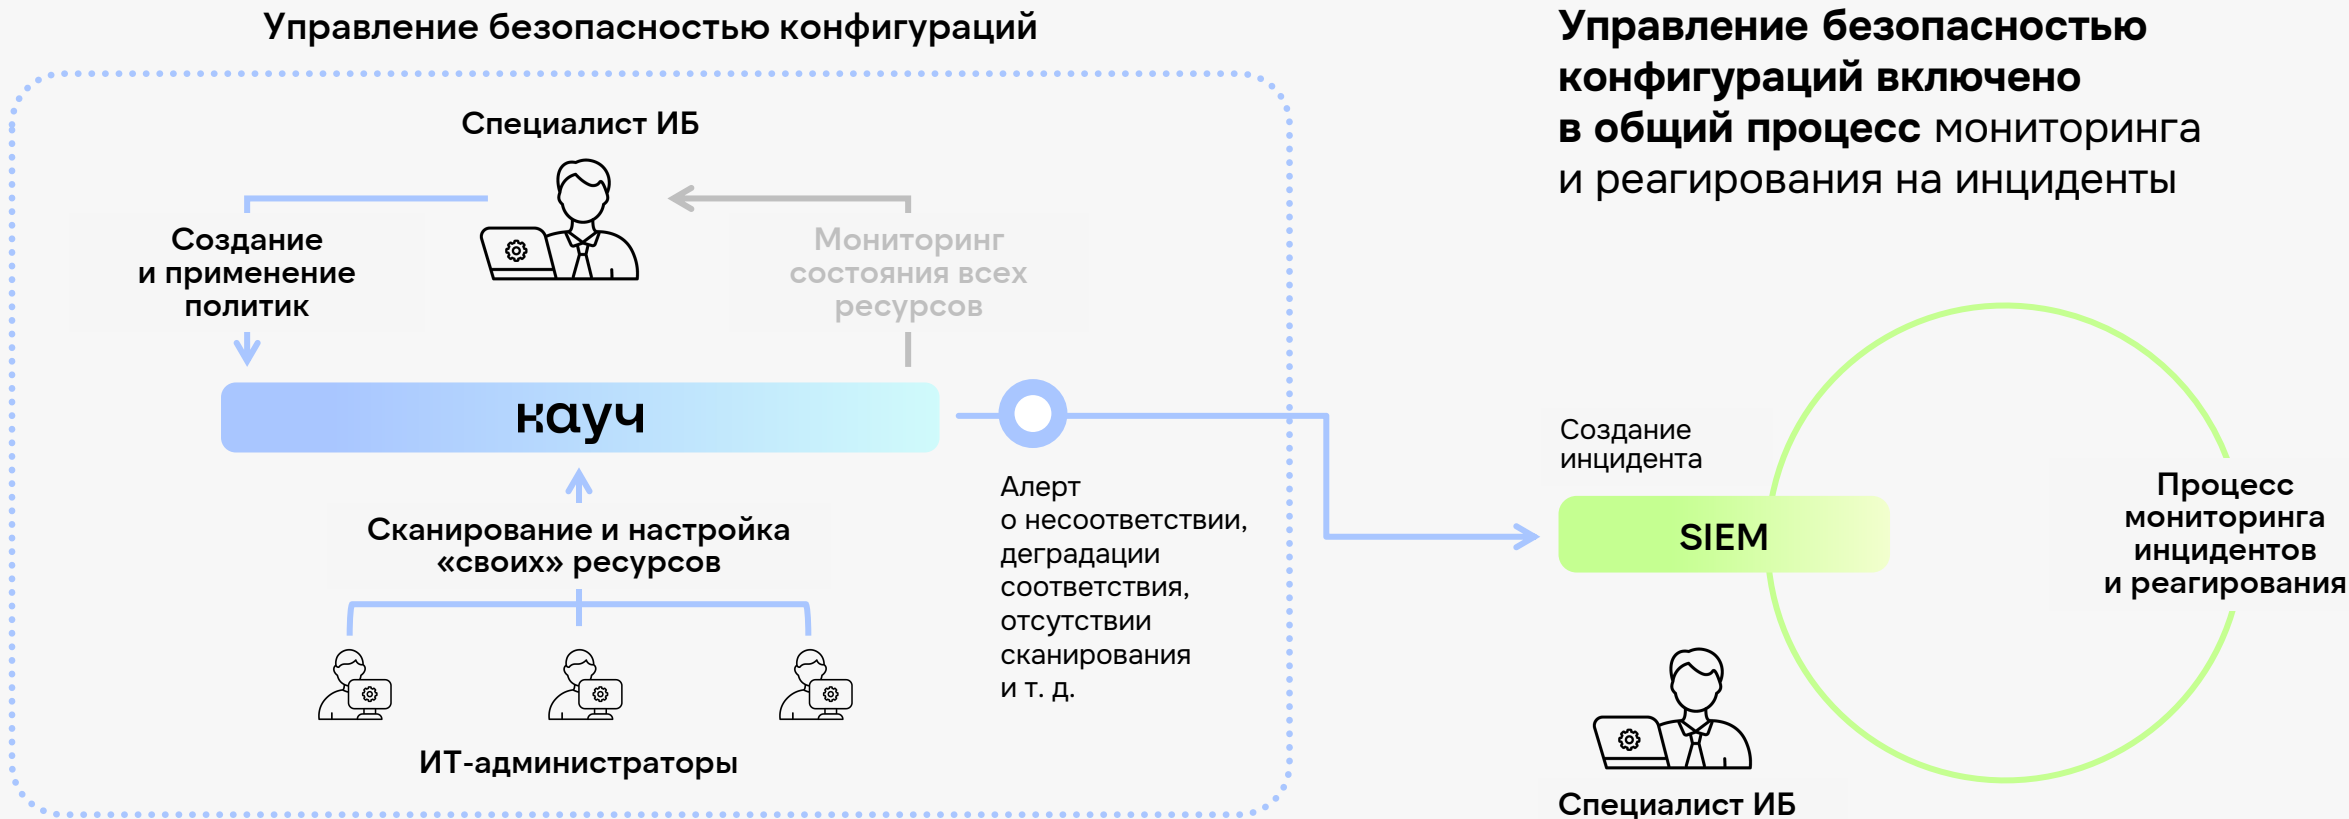 Управление безопасностью конфигураций
Специалист ИБ
Создание
и применение
политик
Мониторинг
состояния всех
ресурсов
кауч
Сканирование и настройка
«своих» ресурсов
ИТ-администраторы
Алерт
о несоответствии,
деградации
соответствия,
отсутствии
сканирования
и т. д.
Управление безопасностью
конфигураций включено
в общий процесс мониторинга
и реагирования на инциденты
Создание
инцидента
SIEM
Процесс
мониторинга
инцидентов
и реагирования
Специалист ИБ